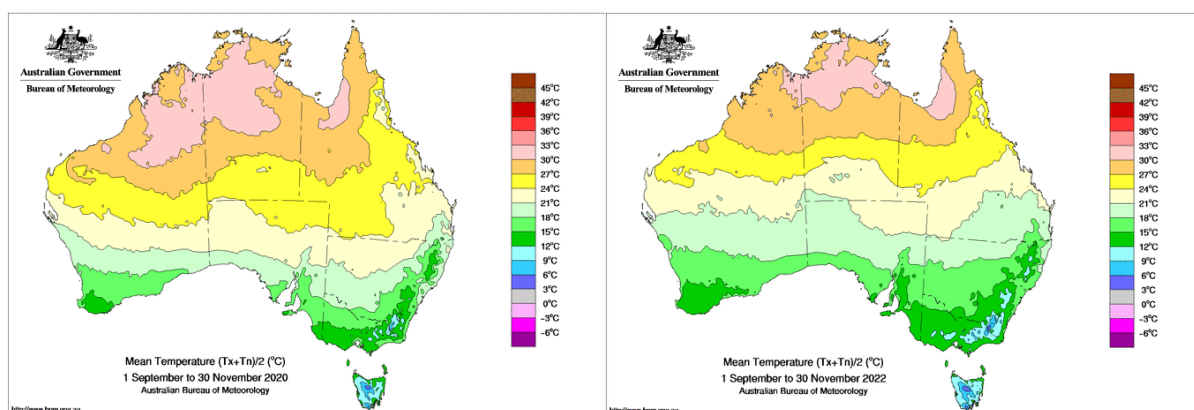 Australian Government
Bureau of Meteorology
45°C
42°C
39°C
36°C
33°C
30°C
27°C
24°C
21°C
18°C
15°C
12°C
9°C
6°C
3°C
0°C
-3°C
-6°C
Mean Temperature (Tx+Tn)/2 (°C)
1 September to 30 November 2020
Australian Bureau of Meteorology
Australian Government
Bureau of Meteorology
45°C
42°C
39°C
36°C
33°C
30°C
27°C
24°C
21°C
18°C
15°C
12°C
9°C
6°C
3°C
0°C
-3°C
-6°C
Mean Temperature (Tx+Tn)/2 (°C)
1 September to 30 November 2022
Australian Bureau of Meteorology